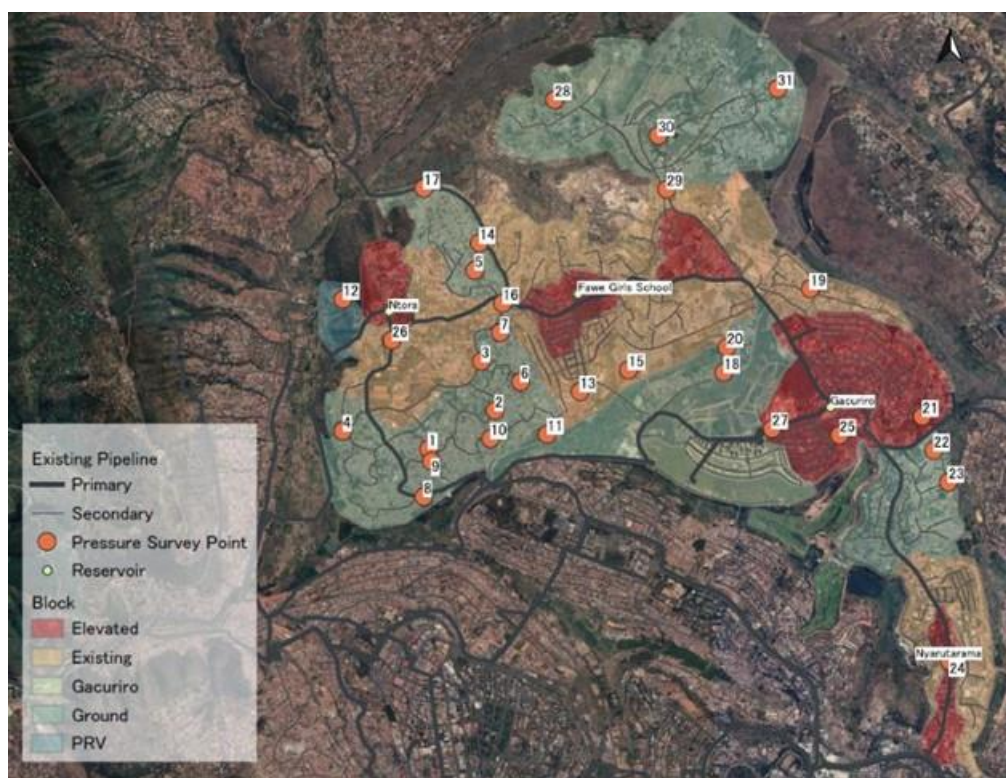 28
31
30
29
17
14
5
19
12
Ntora
16
Fawe Girls School
26
7
3
20
15
18
6
13
2
Gacuriro
4
10
11
27
25
21
1
9
22
8
23
Nyarutarama
24
Existing Pipeline
Primary
Secondary
Pressure Survey Point
Reservoir
Block
Elevated
Existing
Gacuriro
Ground
PRV